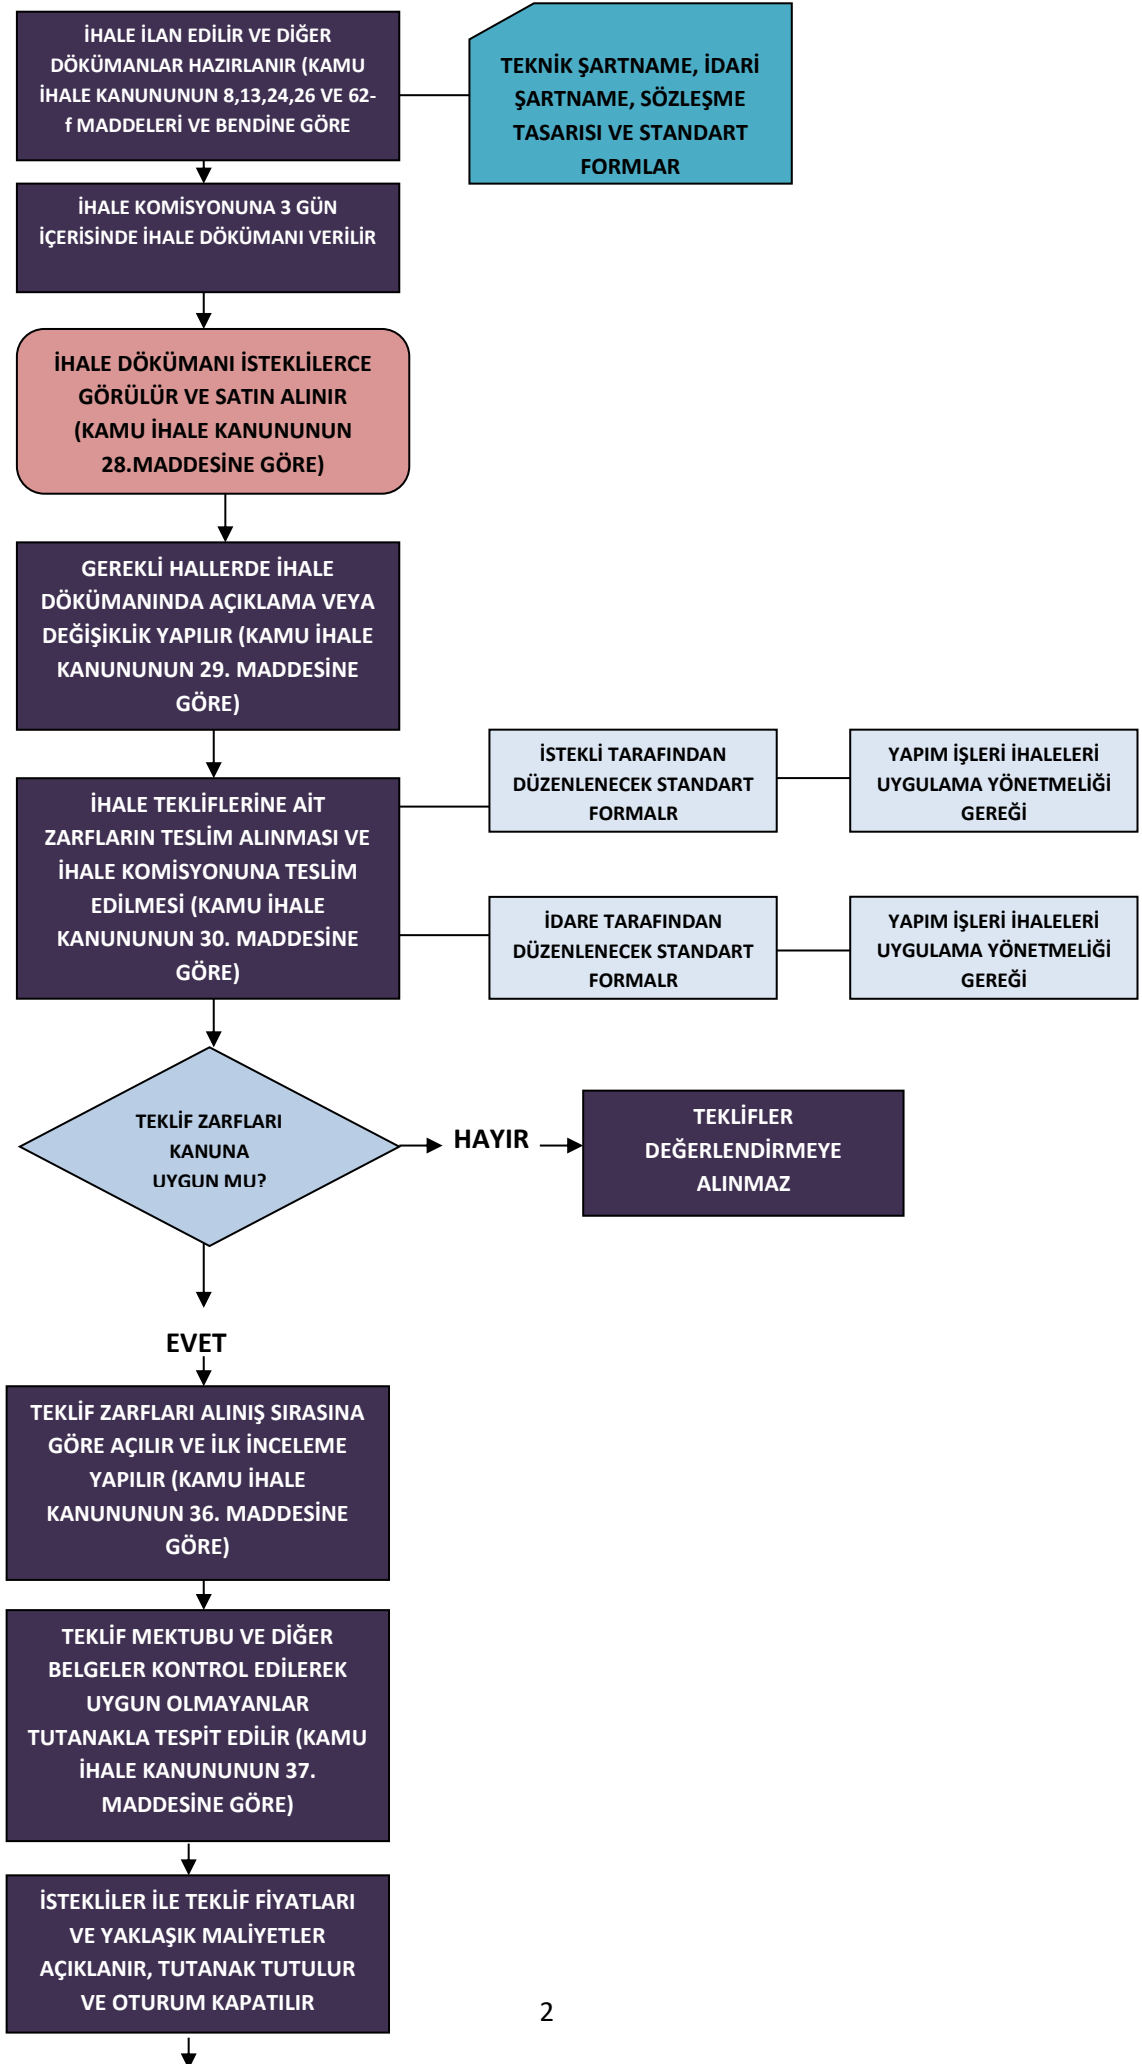 İHALE İLAN EDİLİR VE DİĞER
DÖKÜMANLAR HAZIRLANIR (KAMU
İHALE KANUNUNUN 8,13,24,26 VE 62-
f MADDELERİ VE BENDİNE GÖRE
TEKNİK ŞARTNAME, İDARİ
ŞARTNAME, SÖZLEŞME
TASARISI VE STANDART
FORMLAR
İHALE KOMİSYONUNA 3 GÜN
İÇERİSİNDE İHALE DÖKÜMANI VERİLİR
İHALE DÖKÜMANI İSTEKLİLERCE
GÖRÜLÜR VE SATIN ALINIR
(KAMU İHALE KANUNUNUN
28.MADDESİNE GÖRE)
GEREKLİ HALLERDE İHALE
DÖKÜMANINDA AÇIKLAMA VEYA
DEĞİŞİKLİK YAPILIR (KAMU İHALE
KANUNUNUN 29. MADDESİNE
GÖRE)
İHALE TEKLİFLERİNE AİT
ZARFLARIN TESLİM ALINMASI VE
İHALE KOMİSYONUNA TESLİM
EDİLMESİ (KAMU İHALE
KANUNUNUN 30. MADDESİNE
GÖRE)
İSTEKLİ TARAFINDAN
DÜZENLENECEK STANDART
FORMALR
YAPIM İŞLERİ İHALELERİ
UYGULAMA YÖNETMELİĞİ
GEREĞİ
İDARE TARAFINDAN
DÜZENLENECEK STANDART
FORMALR
YAPIM İŞLERİ İHALELERİ
UYGULAMA YÖNETMELİĞİ
GEREĞİ
TEKLİF ZARFLARI
KANUNA
UYGUN MU?
HAYIR
TEKLİFLER
DEĞERLENDİRMEYE
ALINMAZ
EVET
TEKLİF ZARFLARI ALINIŞ SIRASINA
GÖRE AÇILIR VE İLK İNCELEME
YAPILIR (KAMU İHALE
KANUNUNUN 36. MADDESİNE
GÖRE)
TEKLİF MEKTUBU VE DİĞER
BELGELER KONTROL EDİLEREK
UYGUN OLMAYANLAR
TUTANAKLA TESPİT EDİLİR (KAMU
İHALE KANUNUNUN 37.
MADDESİNE GÖRE)
İSTEKLİLER İLE TEKLİF FİYATLARI
VE YAKLAŞIK MALİYETLER
AÇIKLANIR, TUTANAK TUTULUR
VE OTURUM KAPATILIR
2